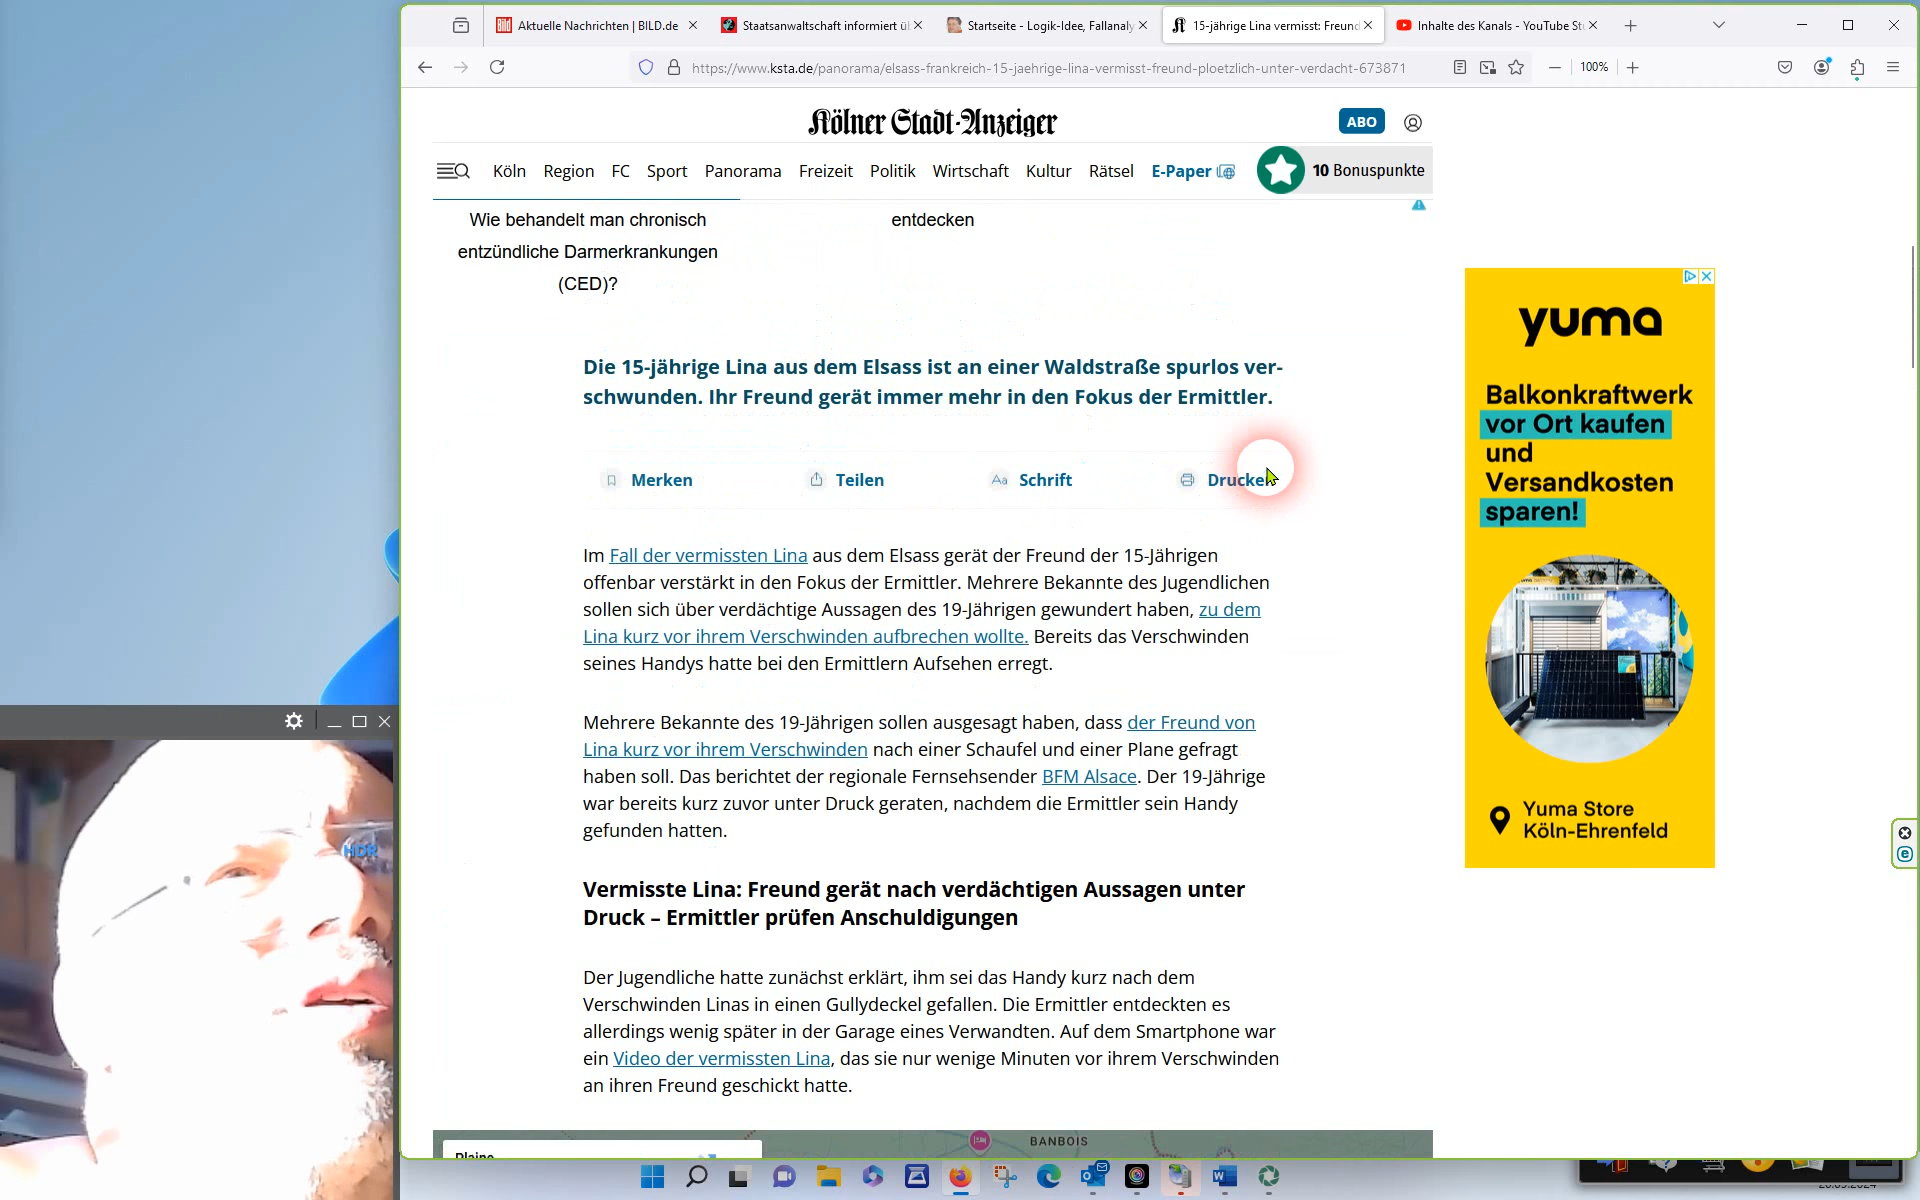 Aktuelle Nachrichten | BILD.de
Staatsanwaltschaft informiert ü
Startseite - Logik-Idee, Fallanaly
15-jährige Lina vermisst: Freund
Inhalte des Kanals - YouTube St
https://www.ksta.de/panorama/elsass-frankreich-15-jaehrige-lina-vermisst-freund-ploetzlich-unter-verdacht-673871
100%
Kölner Stadt-Anzeiger
ABO
Köln Region FC Sport Panorama Freizeit Politik Wirtschaft Kultur Rätsel E-Paper
10 Bonuspunkte
Wie behandelt man chronisch
entzündliche Darmerkrankungen
(CED)?
entdecken
Die 15-jährige Lina aus dem Elsass ist an einer Waldstraße spurlos ver-
schwunden. Ihr Freund gerät immer mehr in den Fokus der Ermittler.
Merken
Teilen
Aa Schrift
Drucken
Im Fall der vermissten Lina aus dem Elsass gerät der Freund der 15-Jährigen
offenbar verstärkt in den Fokus der Ermittler. Mehrere Bekannte des Jugendlichen
sollen sich über verdächtige Aussagen des 19-Jährigen gewundert haben, zu dem
Lina kurz vor ihrem Verschwinden aufbrechen wollte. Bereits das Verschwinden
seines Handys hatte bei den Ermittlern Aufsehen erregt.
Mehrere Bekannte des 19-Jährigen sollen ausgesagt haben, dass der Freund von
Lina kurz vor ihrem Verschwinden nach einer Schaufel und einer Plane gefragt
haben soll. Das berichtet der regionale Fernsehsender BFM Alsace. Der 19-Jährige
war bereits kurz zuvor unter Druck geraten, nachdem die Ermittler sein Handy
gefunden hatten.
Vermisste Lina: Freund gerät nach verdächtigen Aussagen unter
Druck – Ermittler prüfen Anschuldigungen
Der Jugendliche hatte zunächst erklärt, ihm sei das Handy kurz nach dem
Verschwinden Linas in einen Gullydeckel gefallen. Die Ermittler entdeckten es
allerdings wenig später in der Garage eines Verwandten. Auf dem Smartphone war
ein Video der vermissten Lina, das sie nur wenige Minuten vor ihrem Verschwinden
an ihren Freund geschickt hatte.
BANBOIS
Plaine
yuma
Balkonkraftwerk
vor Ort kaufen
und
Versandkosten
sparen!
Yuma Store
Köln-Ehrenfeld
HDR